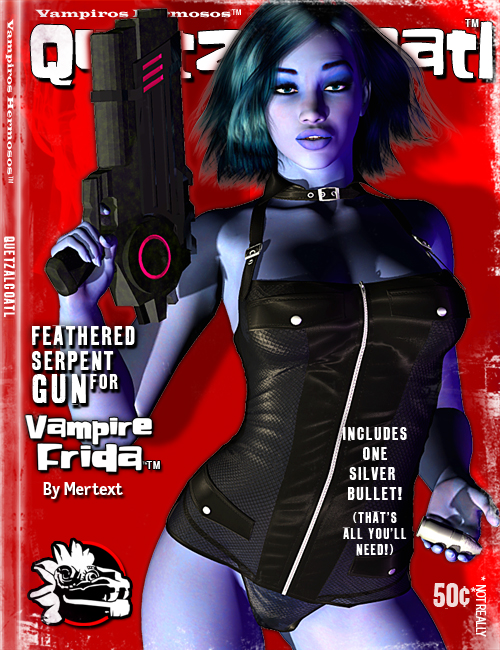 Vampiros Hermosos™
™
Vampiros Hermosos™
QUETZALCOATL
FEATHERED
SERPENT
GUN FOR
Vampire
Frida™
By Mertext
INCLUDES
ONE
SILVER
BULLET!
(THAT'S
ALL YOU'LL
NEED!)
50¢*
* NOT REALLY